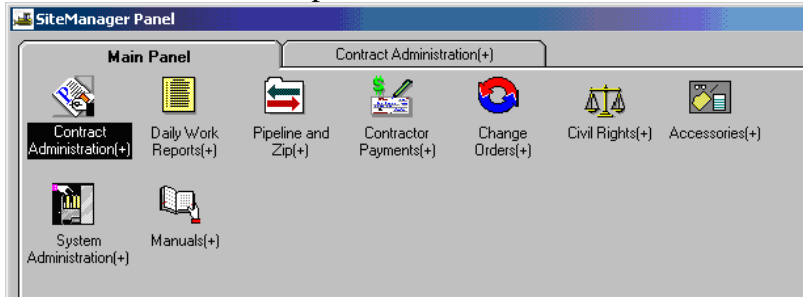 SiteManager Panel
Main Panel
Contract Administration(+)
Contract Administration(+)
Daily Work Reports(+)
Pipeline and Zip(+)
Contractor Payments(+)
Change Orders(+)
Civil Rights(+)
Accessories(+)
System Administration(+)
Manuals(+)